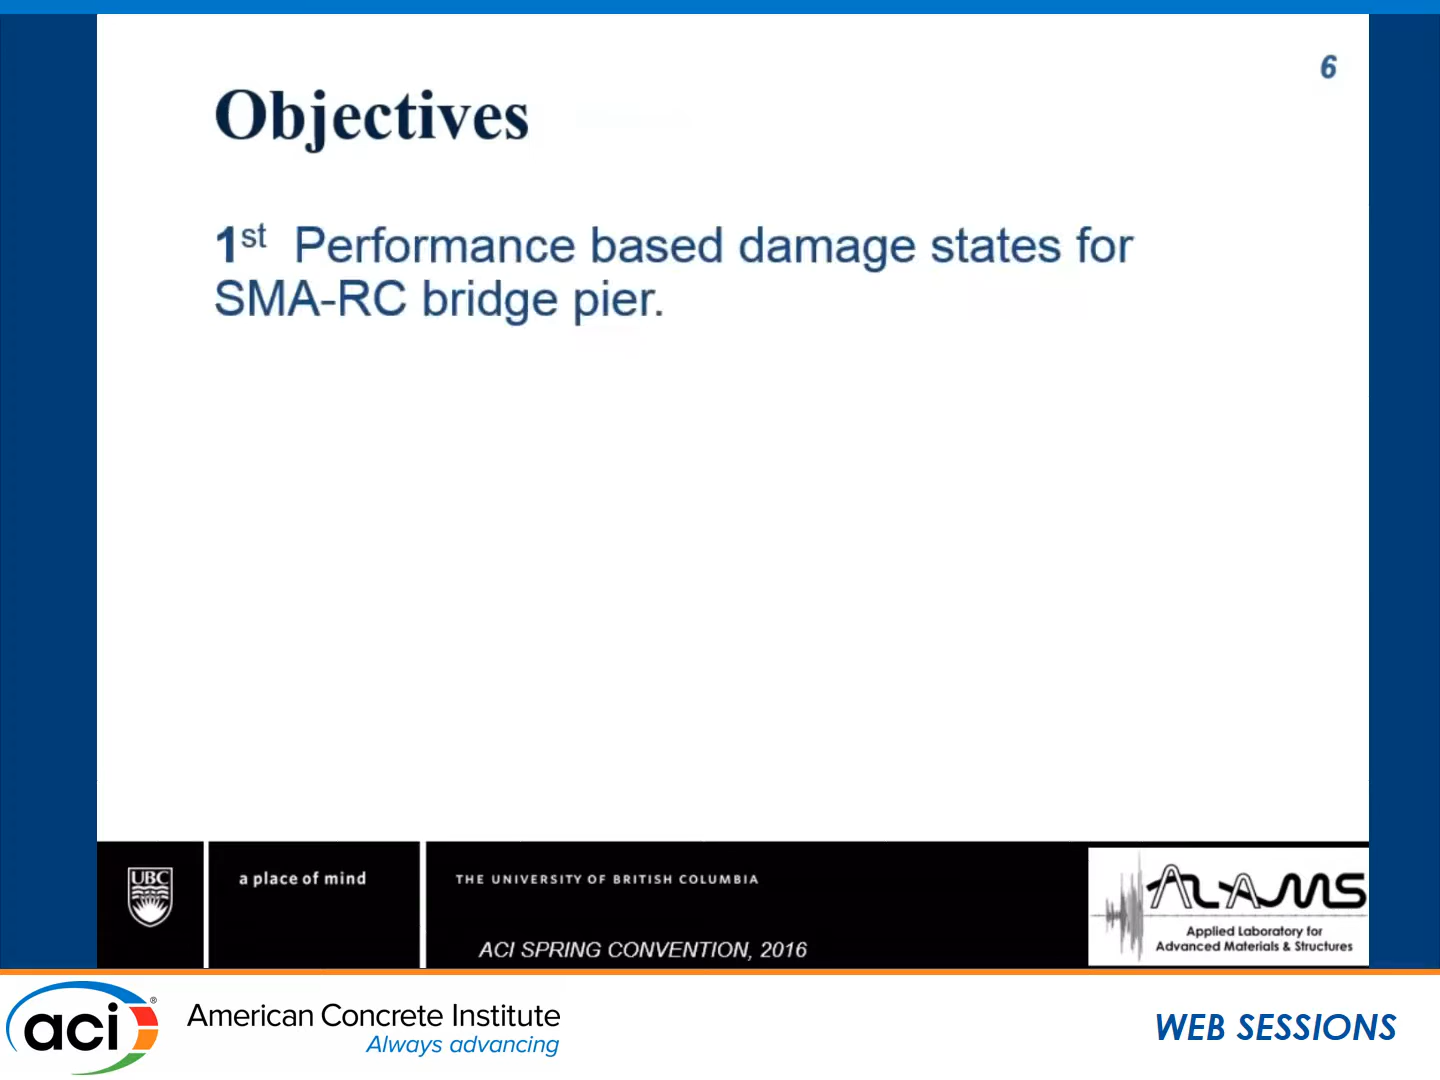 6
Objectives
1st Performance based damage states for
SMA-RC bridge pier.
UBC
a place of mind
THE UNIVERSITY OF BRITISH COLUMBIA
ACI SPRING CONVENTION, 2016
ALAMS
Applied Laboratory for
Advanced Materials & Structures
aci®
American Concrete Institute
Always advancing
WEB SESSIONS